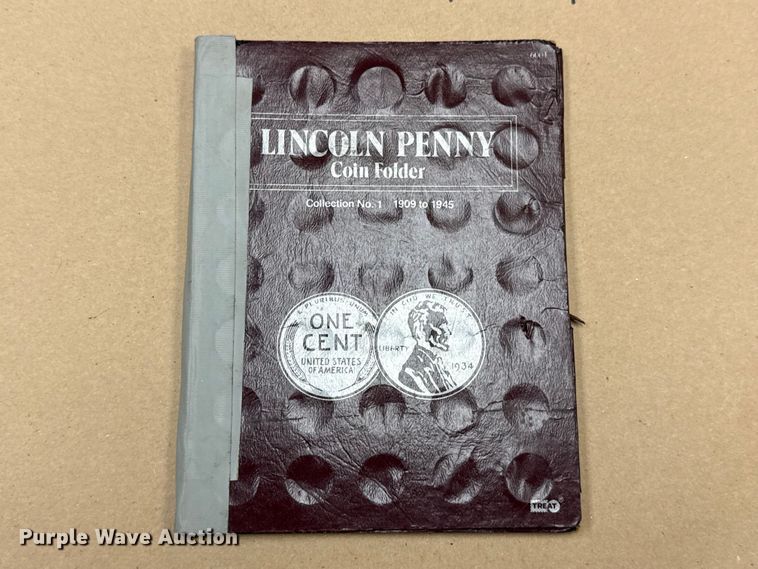 6001
LINCOLN PENNY
Coin Folder
Collection No. 1 1909 to 1945
E·PLURIBUS·UNUM
ONE
CENT
UNITED STATES
OF AMERICA
IN GOD WE TRUST
LIBERTY
1934
TREAT
Purple Wave Auction